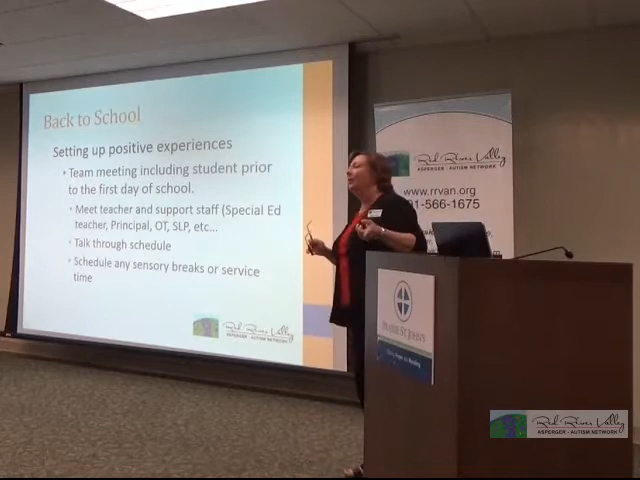 Back to School
Setting up positive experiences
• Team meeting including student prior
to the first day of school.
• Meet teacher and support staff (Special Ed
teacher, Principal, OT, SLP, etc...
• Talk through schedule
• Schedule any sensory breaks or service
time
Red River Valley
ASPERGER - AUTISM NETWORK
Red River Valley
ASPERGER - AUTISM NETWORK
www.rrvan.org
01-566-1675
Red River Valley
ASPERGER - AUTISM NETWORK